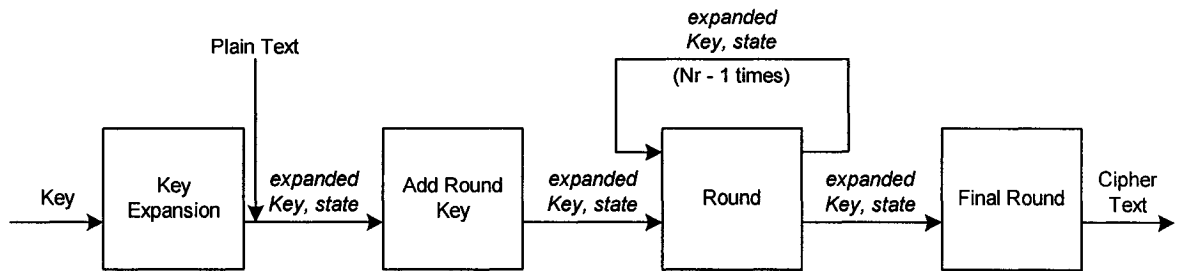 expanded
Key, state
(Nr - 1 times)
Plain Text
Key
Key
Expansion
expanded
Key, state
Add Round
Key
expanded
Key, state
Round
expanded
Key, state
Final Round
Cipher
Text